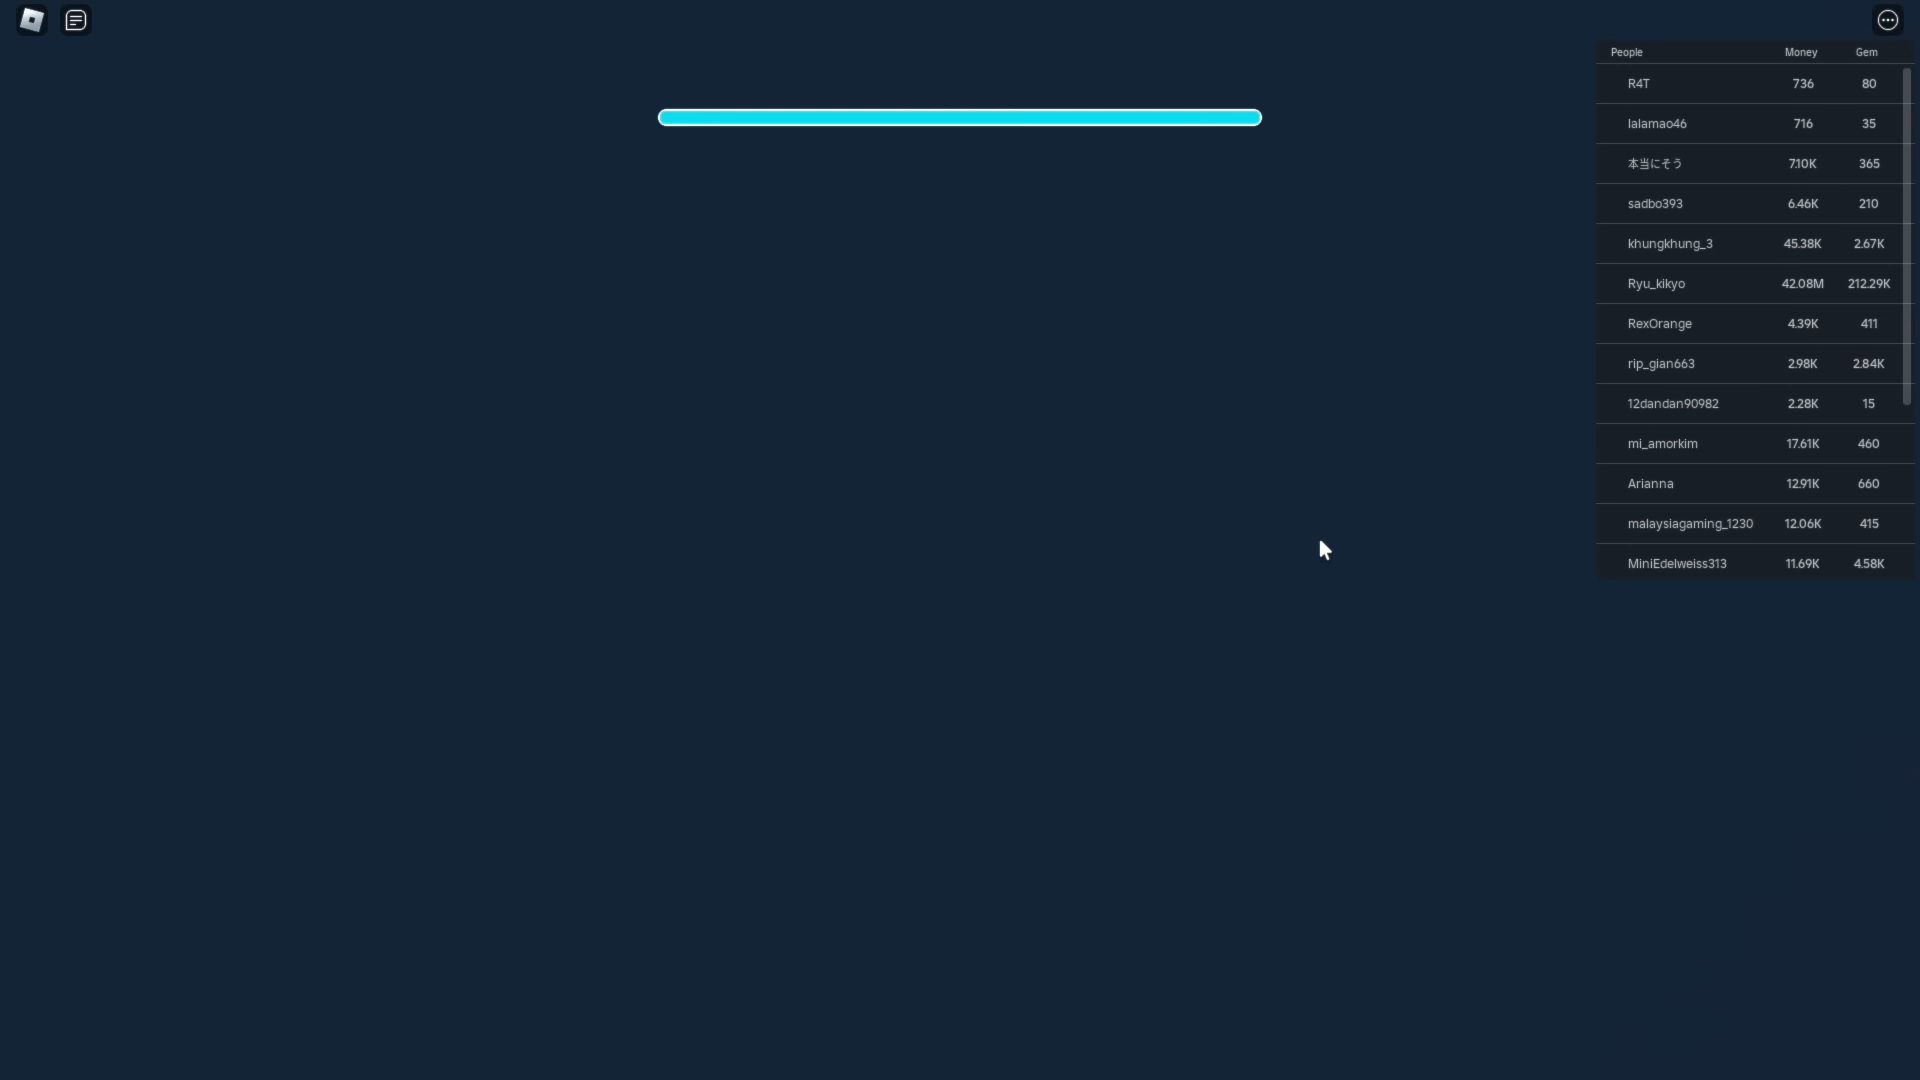 People Money Gem
R4T 736 80
lalamao46 716 35
本当にそう 7.10K 365
sadbo393 6.46K 210
khungkhung_3 45.38K 2.67K
Ryu_kikyo 42.08M 212.29K
RexOrange 4.39K 411
rip_gian663 2.98K 2.84K
12dandan90982 2.28K 15
mi_amorkim 17.61K 460
Arianna 12.91K 660
malaysiagaming_1230 12.06K 415
MiniEdelweiss313 11.69K 4.58K